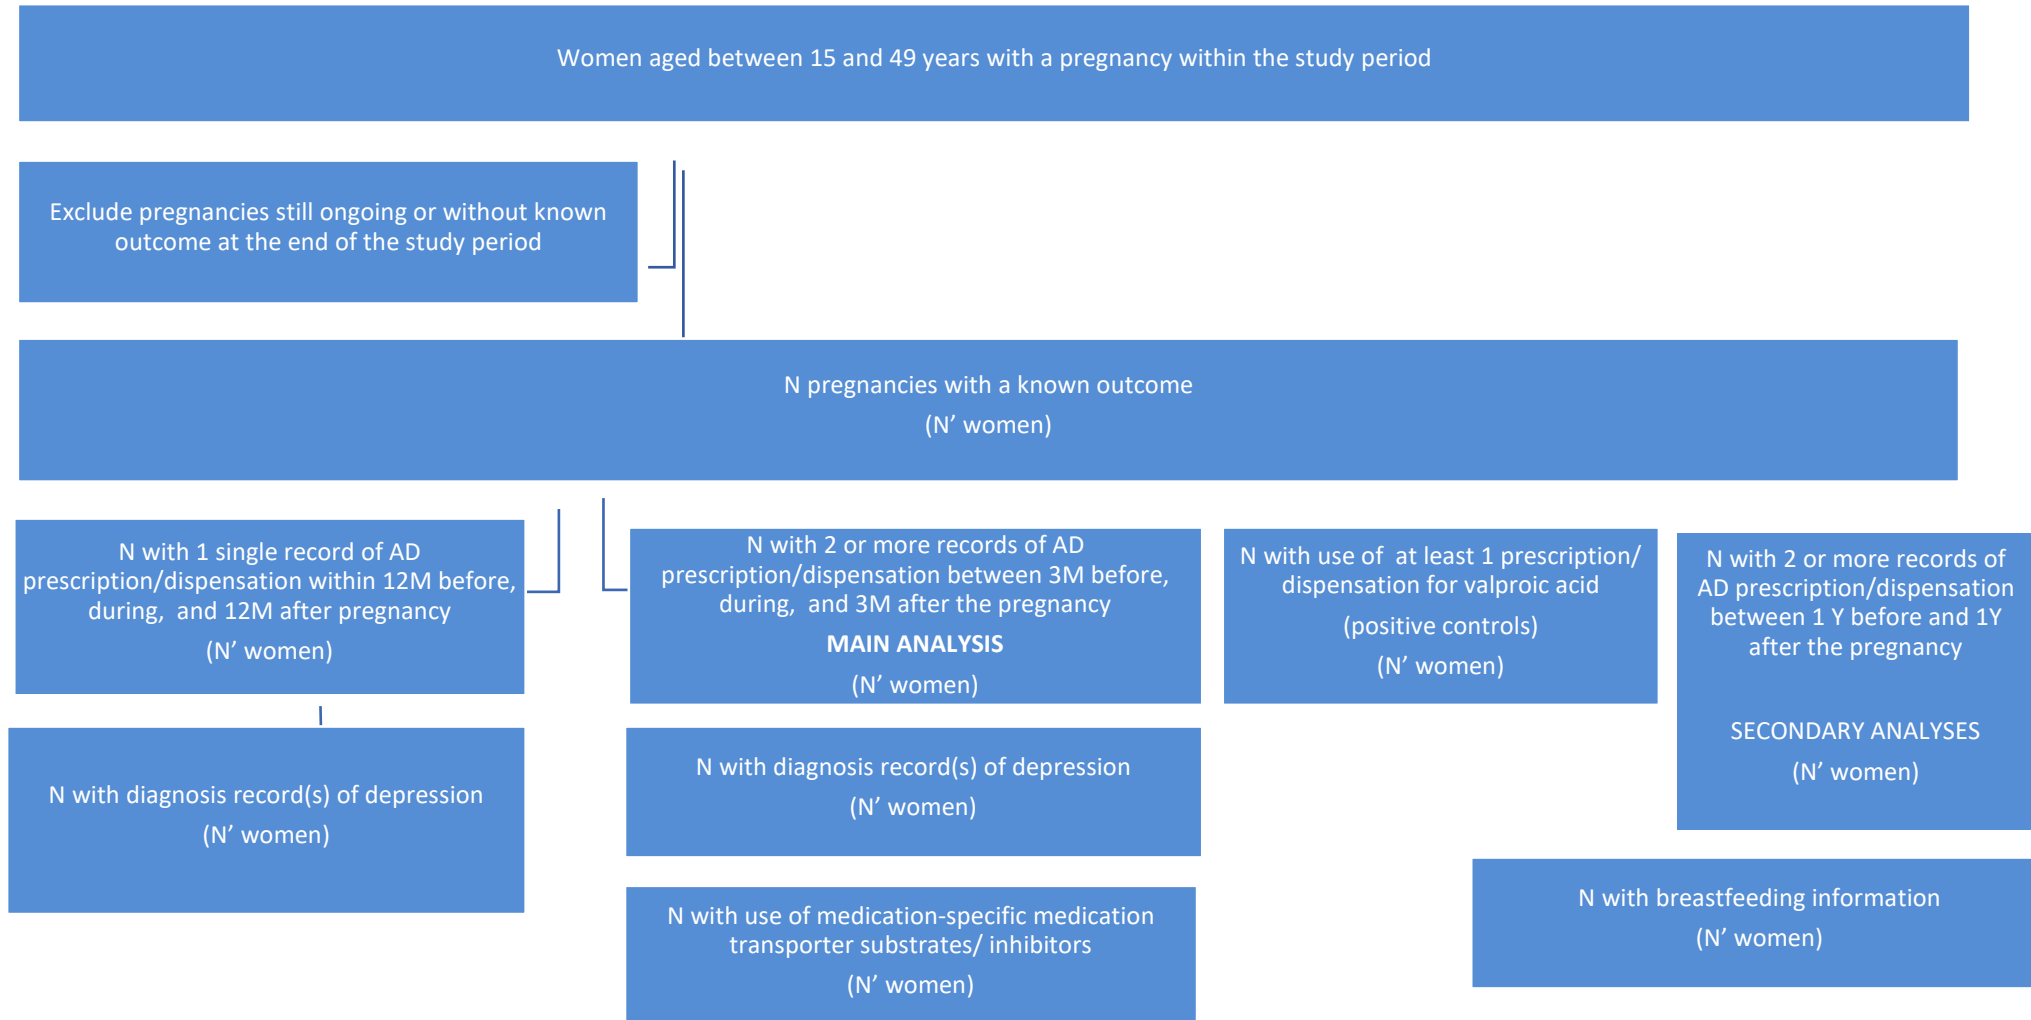 Women aged between 15 and 49 years with a pregnancy within the study period
Exclude pregnancies still ongoing or without known
outcome at the end of the study period
N pregnancies with a known outcome
(N’ women)
N with 1 single record of AD
prescription/dispensation within 12M before,
during, and 12M after pregnancy
(N’ women)
N with 2 or more records of AD
prescription/dispensation between 3M before,
during, and 3M after the pregnancy
MAIN ANALYSIS
(N’ women)
N with use of at least 1 prescription/
dispensation for valproic acid
(positive controls)
(N’ women)
N with 2 or more records of
AD prescription/dispensation
between 1 Y before and 1Y
after the pregnancy
SECONDARY ANALYSES
(N’ women)
N with diagnosis record(s) of depression
(N’ women)
N with diagnosis record(s) of depression
(N’ women)
N with use of medication-specific medication
transporter substrates/ inhibitors
(N’ women)
N with breastfeeding information
(N’ women)